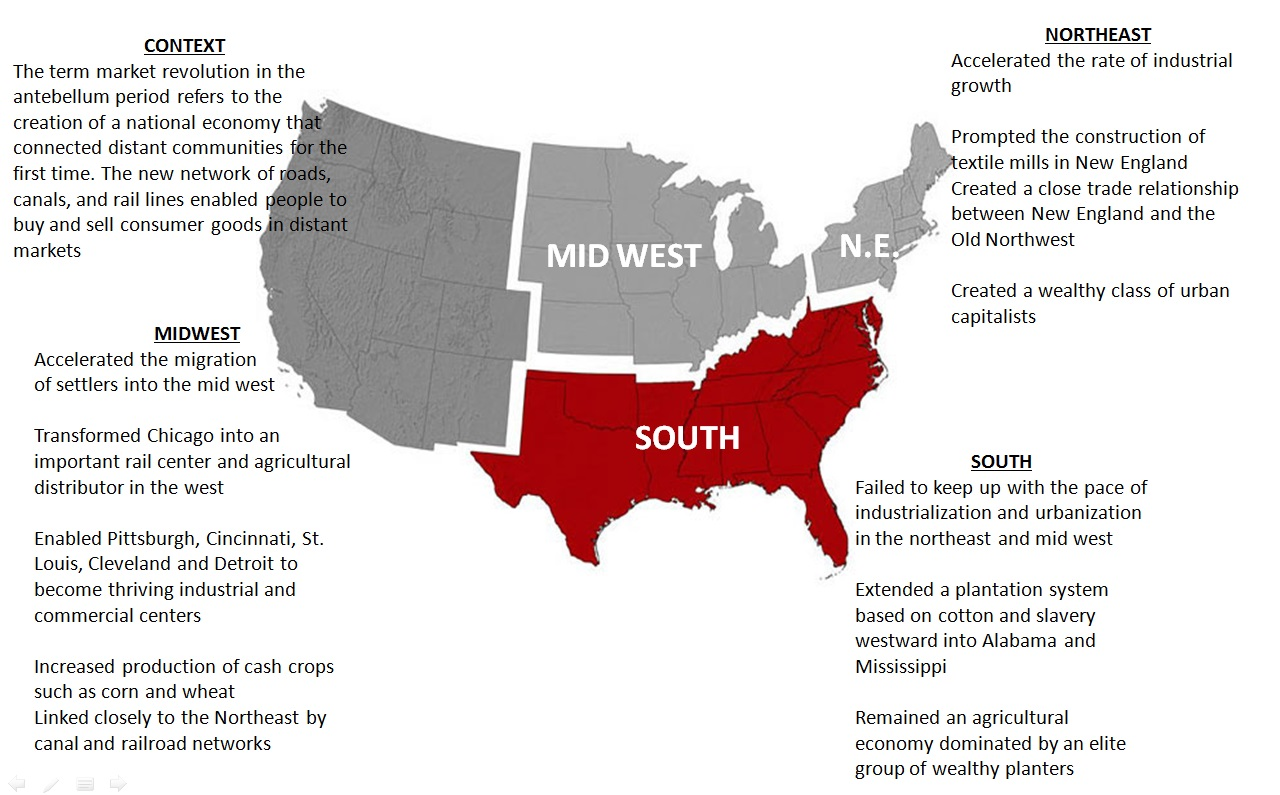 CONTEXT
The term market revolution in the
antebellum period refers to the
creation of a national economy that
connected distant communities for the
first time. The new network of roads,
canals, and rail lines enabled people to
buy and sell consumer goods in distant
markets
MIDWEST
Accelerated the migration
of settlers into the mid west
Transformed Chicago into an
important rail center and agricultural
distributor in the west
Enabled Pittsburgh, Cincinnati, St.
Louis, Cleveland and Detroit to
become thriving industrial and
commercial centers
Increased production of cash crops
such as corn and wheat
Linked closely to the Northeast by
canal and railroad networks
MID WEST
N.E.
SOUTH
NORTHEAST
Accelerated the rate of industrial
growth
Prompted the construction of
textile mills in New England
Created a close trade relationship
between New England and the
Old Northwest
Created a wealthy class of urban
capitalists
SOUTH
Failed to keep up with the pace of
industrialization and urbanization
in the northeast and mid west
Extended a plantation system
based on cotton and slavery
westward into Alabama and
Mississippi
Remained an agricultural
economy dominated by an elite
group of wealthy planters